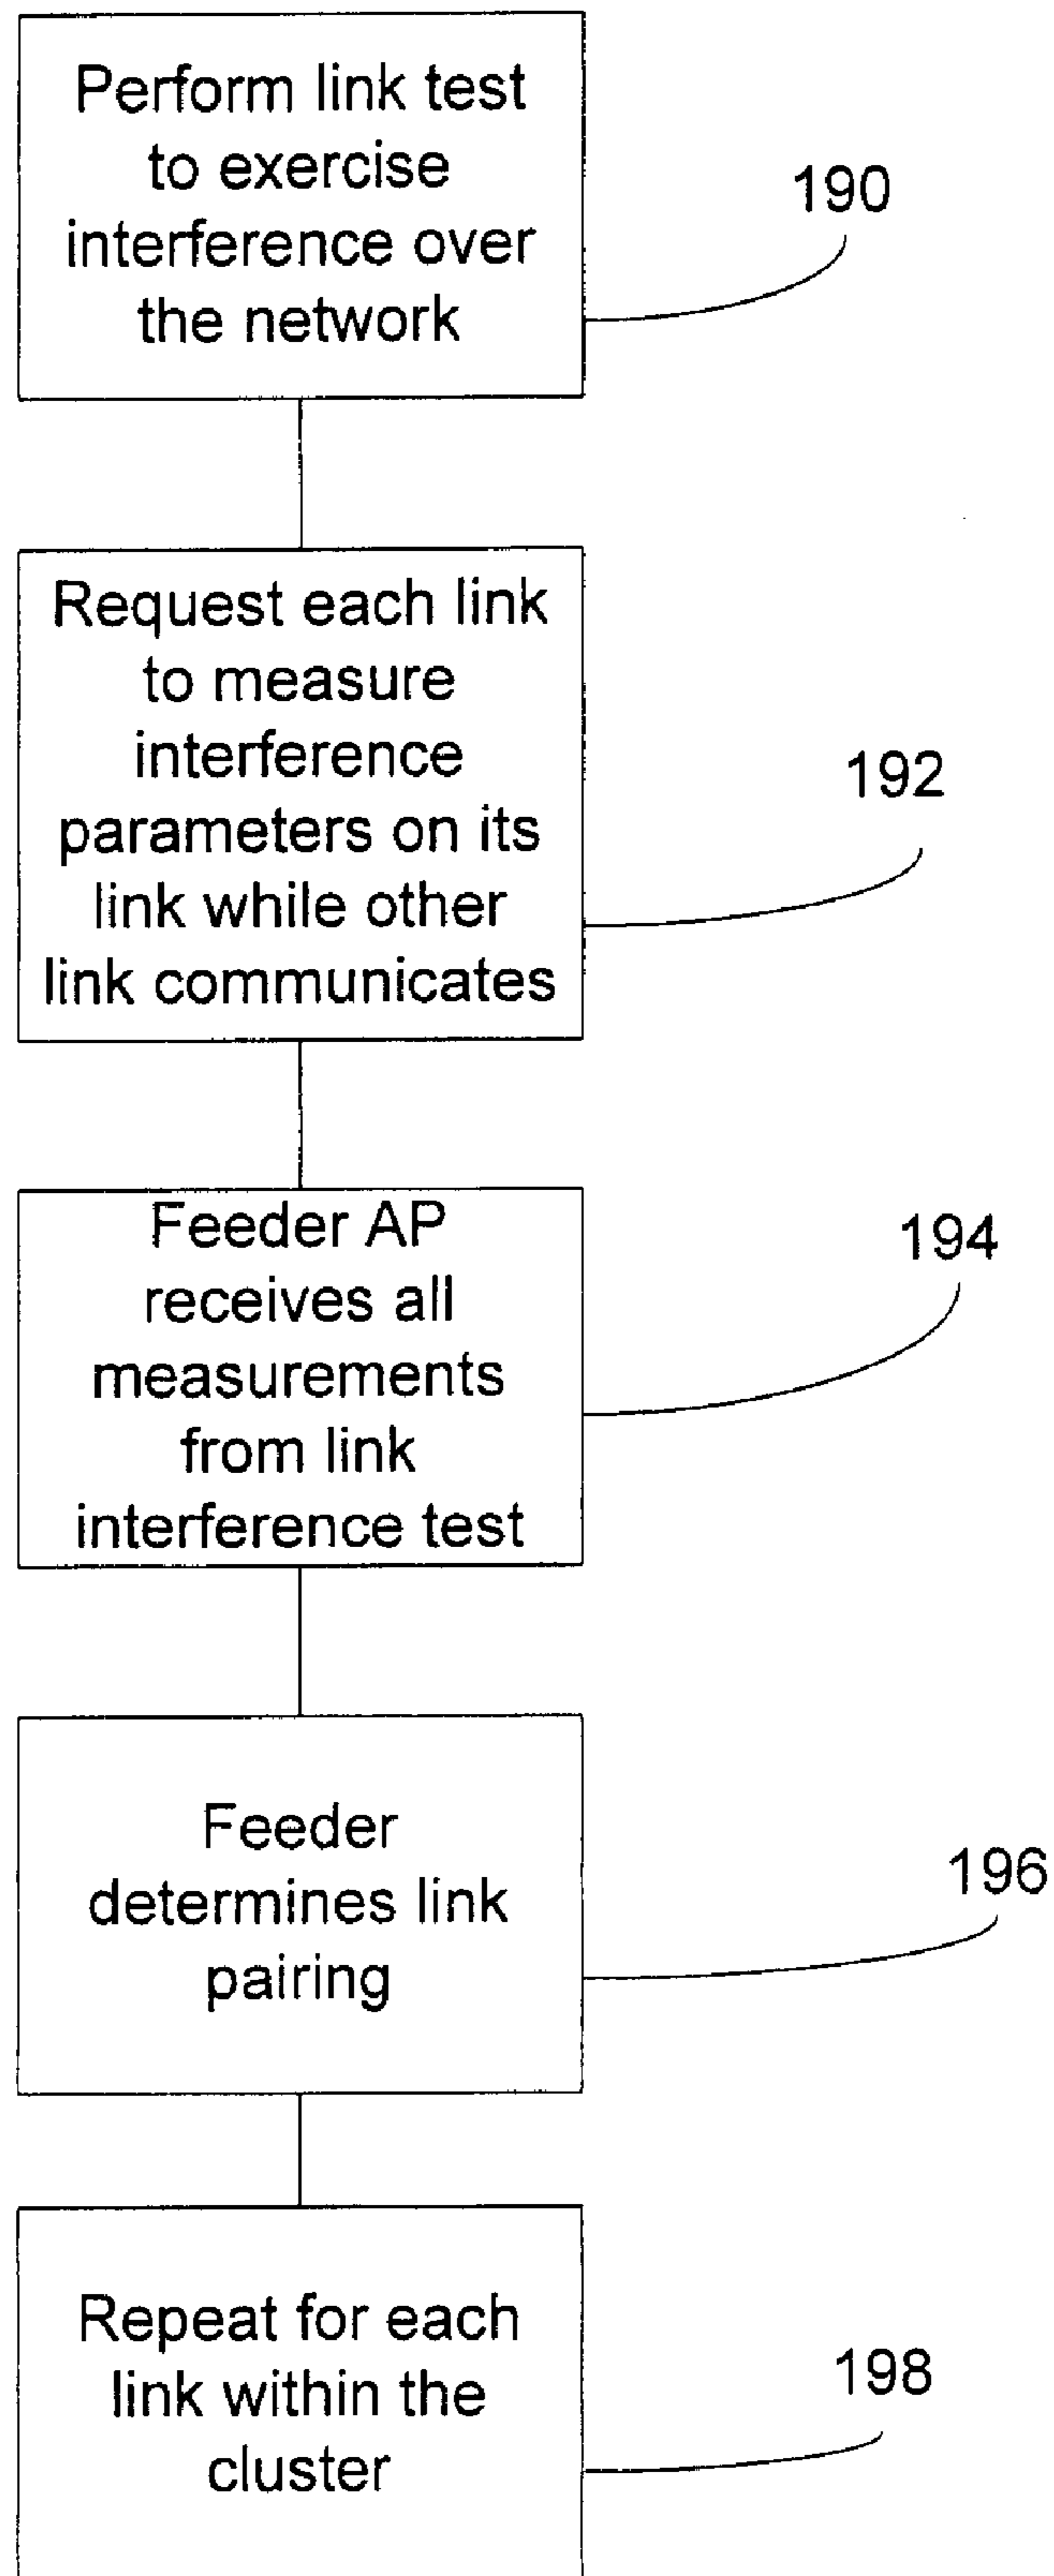 Perform link test
to exercise
interference over
the network
190
Request each link
to measure
interference
parameters on its
link while other
link communicates
192
Feeder AP
receives all
measurements
from link
interference test
194
Feeder
determines link
pairing
196
Repeat for each
link within the
cluster
198